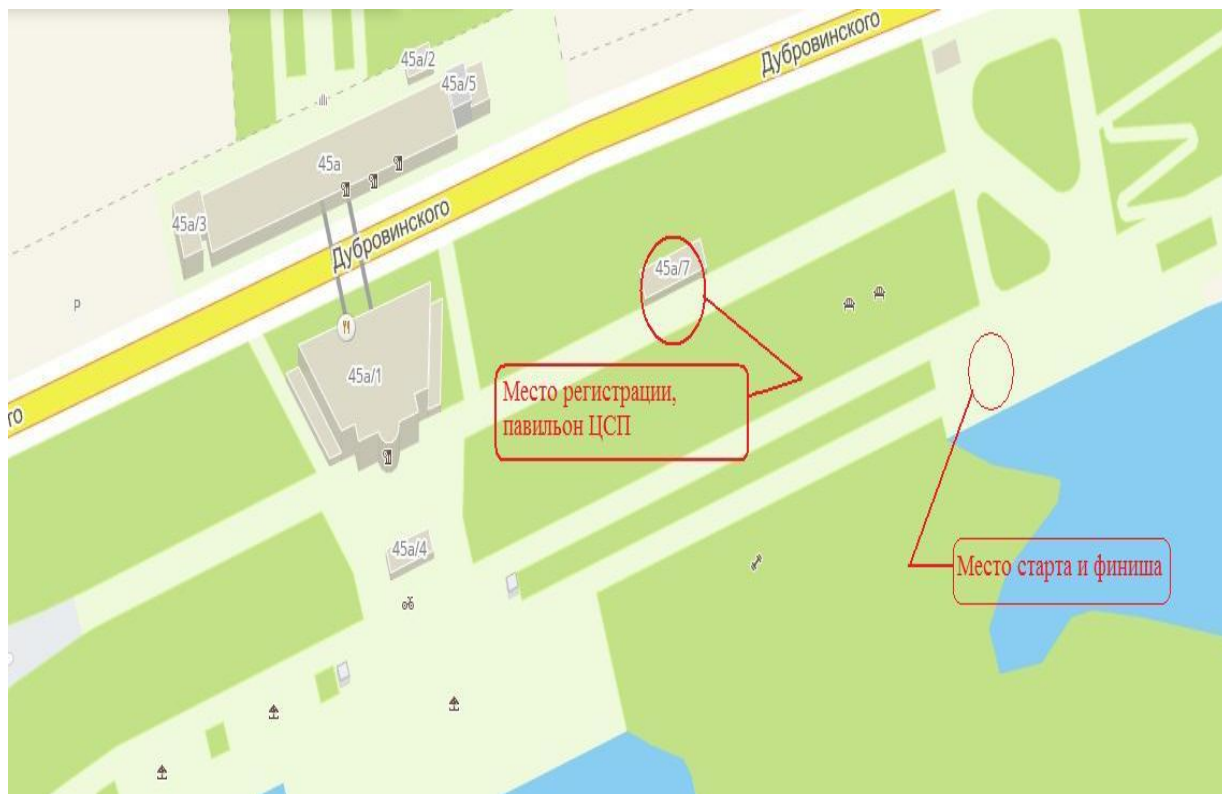 Дубровинского
45а/2
45а/5
45а
45а/3
Дубровинского
45а/7
Р
45а/1
го
Место регистрации,
павильон ЦСП
45а/4
Место старта и финиша